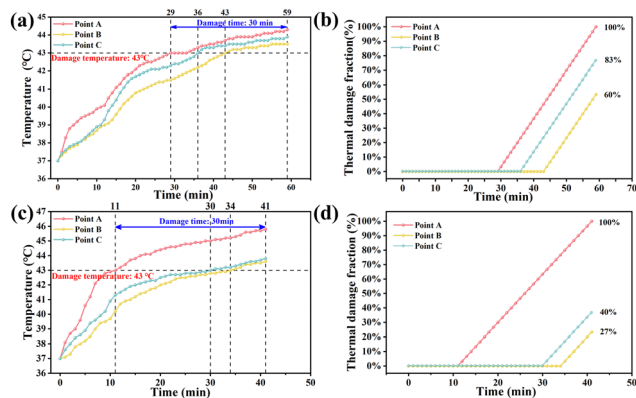 (a)
29 36 43 59
Damage time: 30 min
Point A
Point B
Point C
Damage temperature: 43℃
Temperature (℃)
44
43
42
41
40
39
38
37
36
35
0 10 20 30 40 50 60
Time (min)
(b)
Point A
Point B
Point C
100%
83%
60%
Thermal damage fraction(%)
100%
90%
80%
70%
60%
50%
40%
30%
20%
10%
0%
0 10 20 30 40 50 60 70
Time (min)
(c)
11 30 34 41
Damage time: 30min
Point A
Point B
Point C
Damage temperature: 43 ℃
Temperature (℃)
47
46
45
44
43
42
41
40
39
38
37
36
0 10 20 30 40 50
Time (min)
(d)
Point A
Point B
Point C
100%
40%
27%
Thermal damage fraction (%)
100%
90%
80%
70%
60%
50%
40%
30%
20%
10%
0%
0 10 20 30 40 50
Time (min)